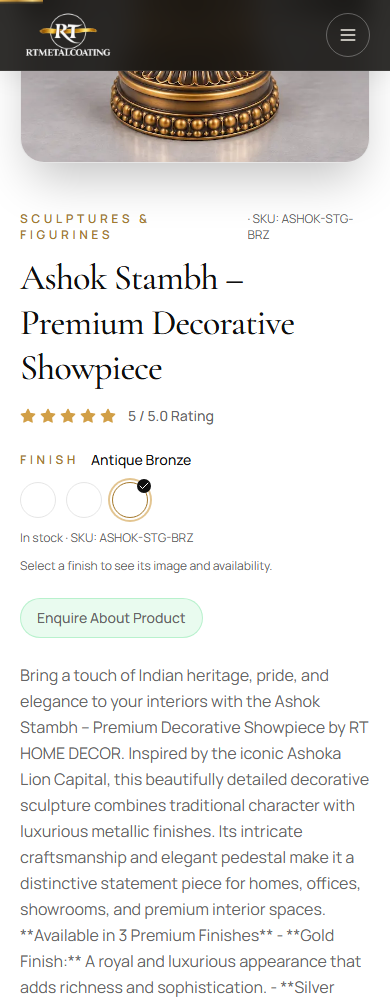 RT
RTMETALCOATING
SCULPTURES &
FIGURINES
· SKU: ASHOK-STG-
BRZ
Ashok Stambh –
Premium Decorative
Showpiece
5 / 5.0 Rating
FINISH Antique Bronze
In stock · SKU: ASHOK-STG-BRZ
Select a finish to see its image and availability.
Enquire About Product
Bring a touch of Indian heritage, pride, and
elegance to your interiors with the Ashok
Stambh – Premium Decorative Showpiece by RT
HOME DECOR. Inspired by the iconic Ashoka
Lion Capital, this beautifully detailed decorative
sculpture combines traditional character with
luxurious metallic finishes. Its intricate
craftsmanship and elegant pedestal make it a
distinctive statement piece for homes, offices,
showrooms, and premium interior spaces.
**Available in 3 Premium Finishes** - **Gold
Finish:** A royal and luxurious appearance that
adds richness and sophistication. - **Silver